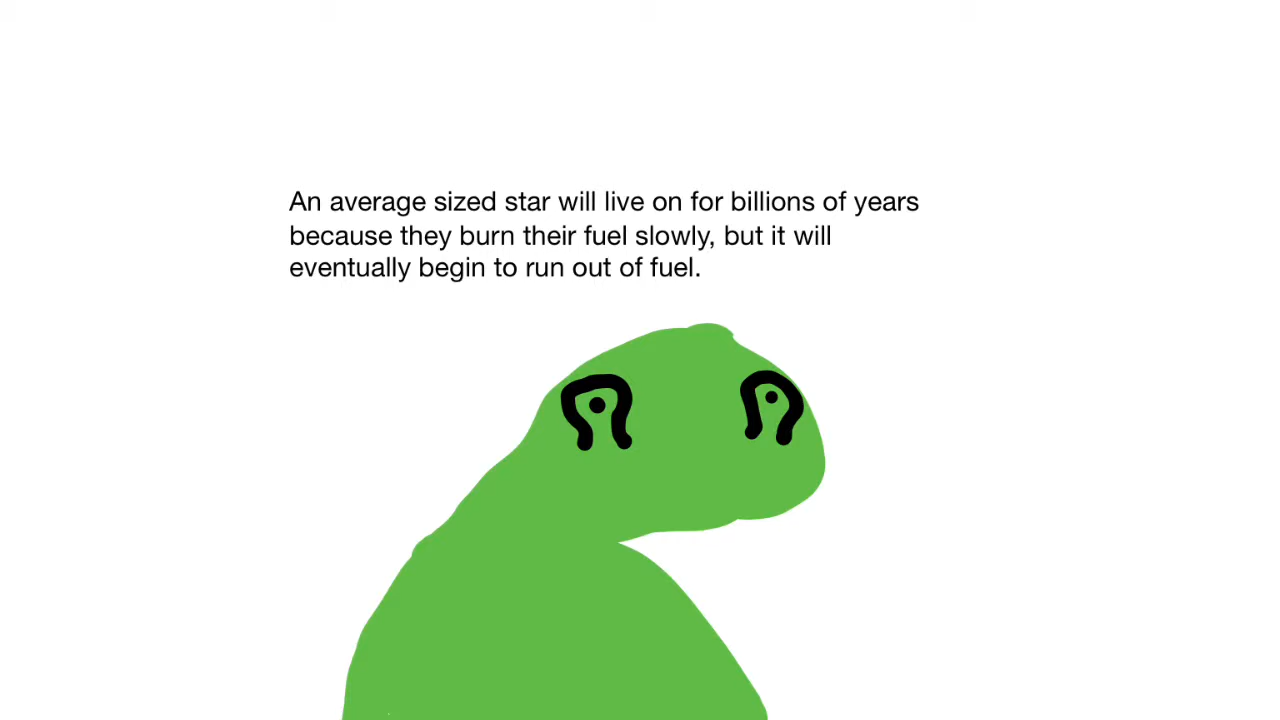 An average sized star will live on for billions of years
because they burn their fuel slowly, but it will
eventually begin to run out of fuel.